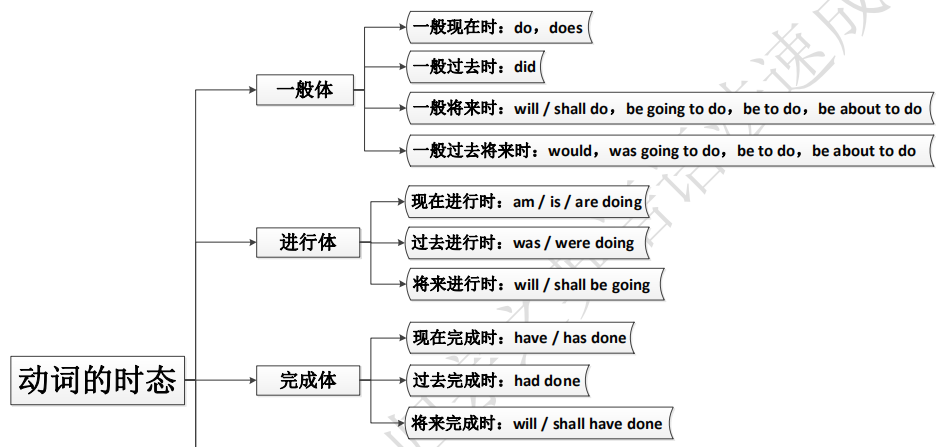 一般现在时：do，does
一般过去时：did
一般体
一般将来时：will / shall do，be going to do，be to do，be about to do
一般过去将来时：would，was going to do，be to do，be about to do
现在进行时：am / is / are doing
进行体
过去进行时：was / were doing
将来进行时：will / shall be going
现在完成时：have / has done
动词的时态
完成体
过去完成时：had done
将来完成时：will / shall have done